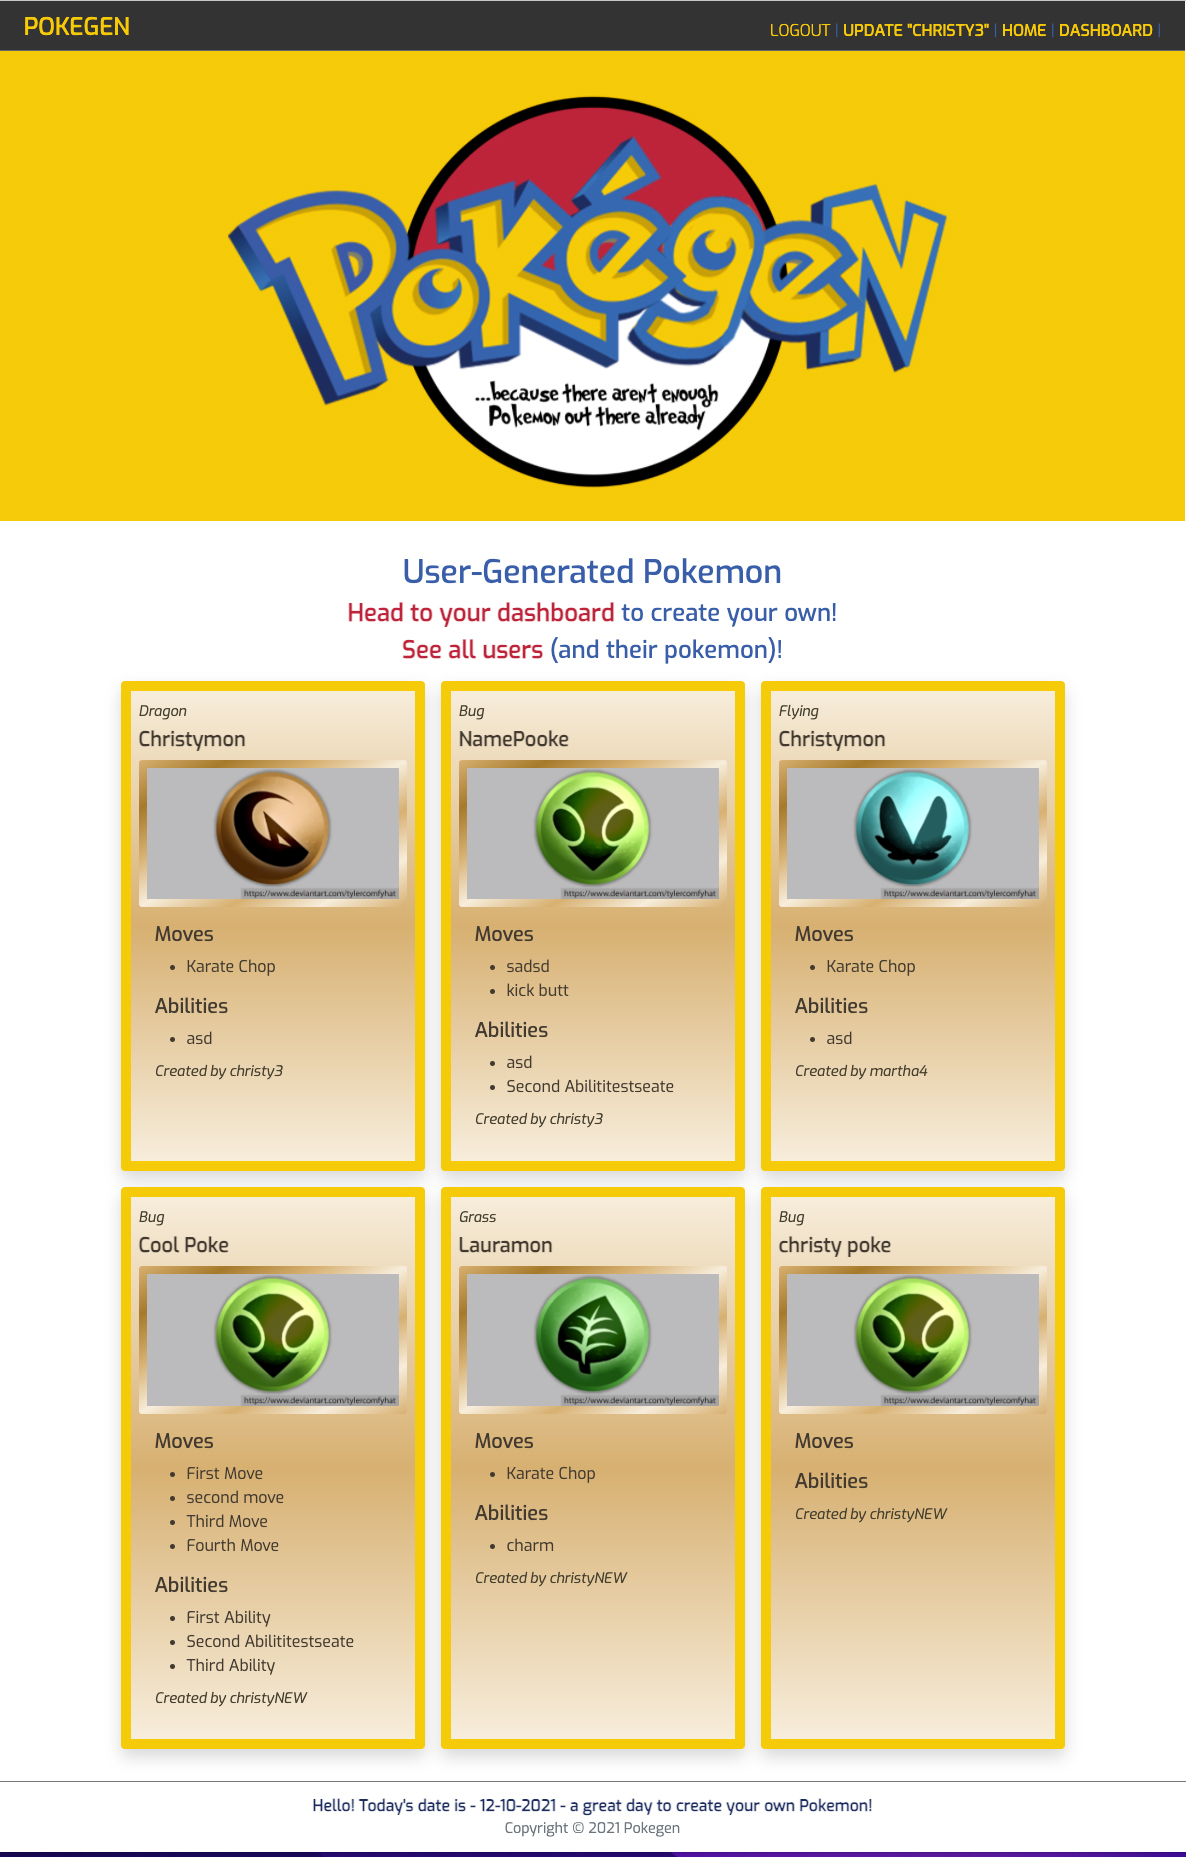 POKEGEN
LOGOUT | UPDATE "CHRISTY3" | HOME | DASHBOARD |
PokégeN
...because there aren't enough
Pokemon out there already
User-Generated Pokemon
Head to your dashboard to create your own!
See all users (and their pokemon)!
Dragon
Christymon
https://www.deviantart.com/tylercomfyhat
Moves
• Karate Chop
Abilities
• asd
Created by christy3
Bug
NamePooke
https://www.deviantart.com/tylercomfyhat
Moves
• sadsd
• kick butt
Abilities
• asd
• Second Abilititestseate
Created by christy3
Flying
Christymon
https://www.deviantart.com/tylercomfyhat
Moves
• Karate Chop
Abilities
• asd
Created by martha4
Bug
Cool Poke
https://www.deviantart.com/tylercomfyhat
Moves
• First Move
• second move
• Third Move
• Fourth Move
Abilities
• First Ability
• Second Abilititestseate
• Third Ability
Created by christyNEW
Grass
Lauramon
https://www.deviantart.com/tylercomfyhat
Moves
• Karate Chop
Abilities
• charm
Created by christyNEW
Bug
christy poke
https://www.deviantart.com/tylercomfyhat
Moves
Abilities
Created by christyNEW
Hello! Today's date is - 12-10-2021 - a great day to create your own Pokemon!
Copyright © 2021 Pokegen